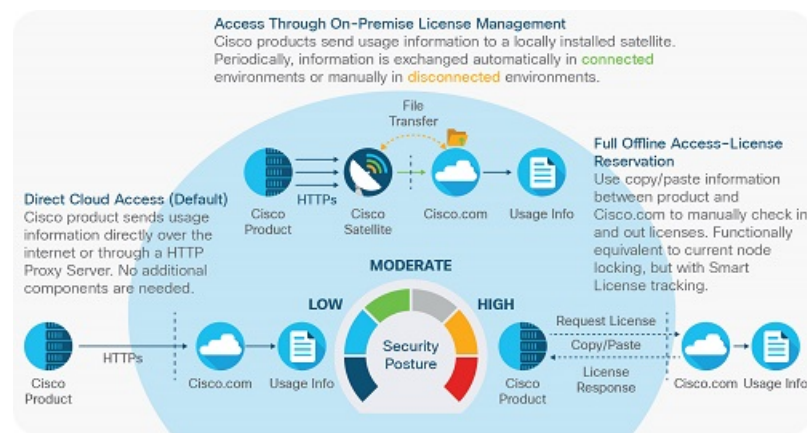 Access Through On-Premise License Management
Cisco products send usage information to a locally installed satellite.
Periodically, information is exchanged automatically in connected
environments or manually in disconnected environments.
File
Transfer
HTTPs
Cisco
Product
Cisco
Satellite
Cisco.com
Usage Info
Direct Cloud Access (Default)
Cisco product sends usage
information directly over the
internet or through a HTTP
Proxy Server. No additional
components are needed.
HTTPs
Cisco
Product
Cisco.com
Usage Info
LOW
MODERATE
HIGH
Security
Posture
Full Offline Access-License
Reservation
Use copy/paste information
between product and
Cisco.com to manually check in
and out licenses. Functionally
equivalent to current node
locking, but with Smart
License tracking.
Request License
Copy/Paste
License
Response
Cisco
Product
Cisco.com
Usage Info